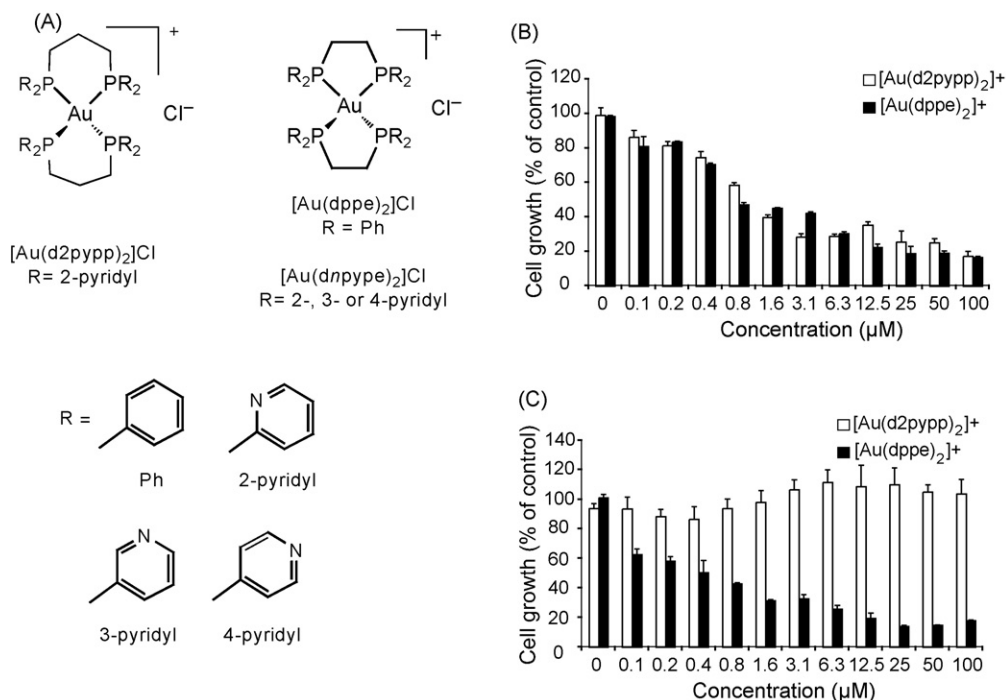 (A)
+
R₂P PR₂
Au
R₂P PR₂
Cl⁻
[Au(d2pypp)₂]Cl
R= 2-pyridyl
+
R₂P PR₂
Au
R₂P PR₂
Cl⁻
[Au(dppe)₂]Cl
R = Ph
[Au(dnpype)₂]Cl
R= 2-, 3- or 4-pyridyl
R =
Ph
N
2-pyridyl
N
3-pyridyl
N
4-pyridyl
(B)
[Au(d2pypp)₂]+
[Au(dppe)₂]+
Cell growth (% of control)
120
100
80
60
40
20
0
0 0.1 0.2 0.4 0.8 1.6 3.1 6.3 12.5 25 50 100
Concentration (µM)
(C)
[Au(d2pypp)₂]+
[Au(dppe)₂]+
Cell growth (% of control)
140
120
100
80
60
40
20
0
0 0.1 0.2 0.4 0.8 1.6 3.1 6.3 12.5 25 50 100
Concentration (µM)